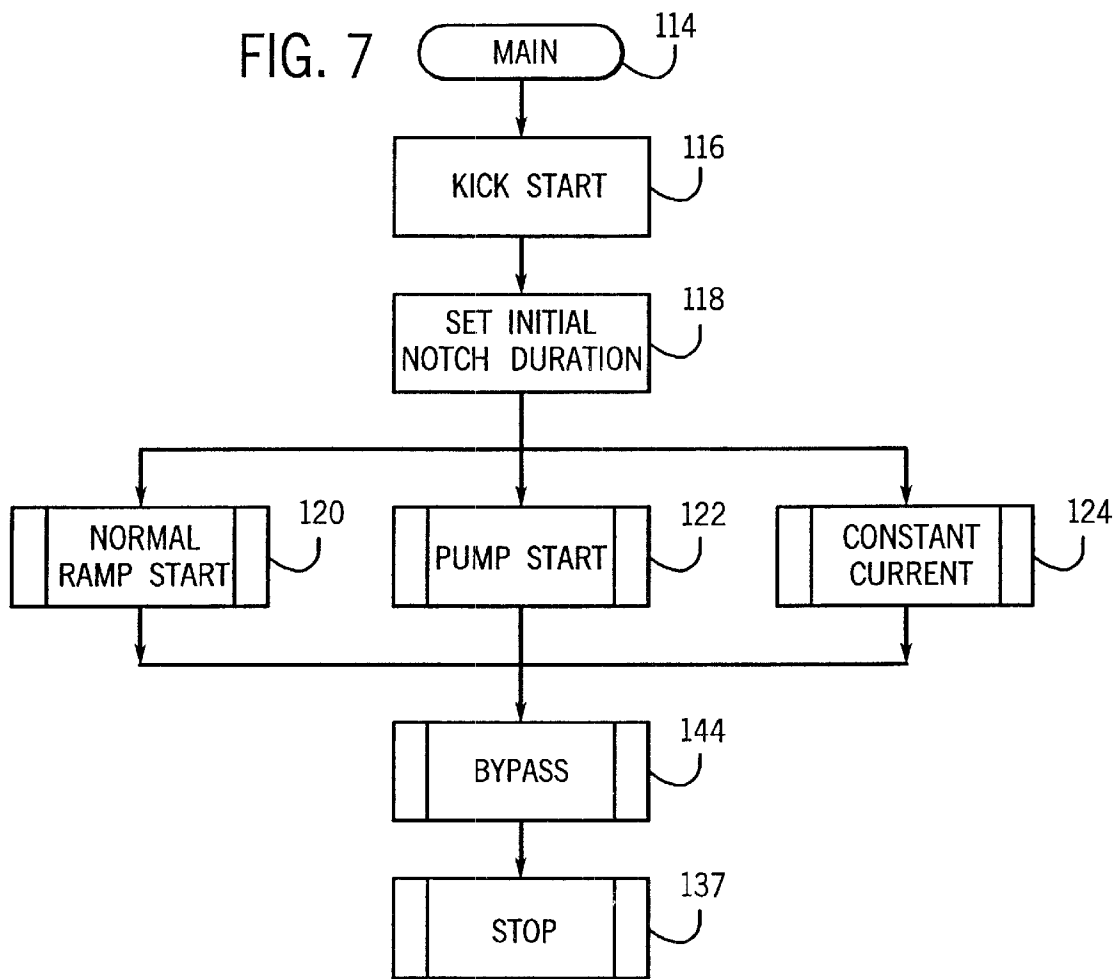 FIG. 7
MAIN
114
KICK START
116
SET INITIAL
NOTCH DURATION
118
NORMAL
RAMP START
120
PUMP START
122
CONSTANT
CURRENT
124
BYPASS
144
STOP
137